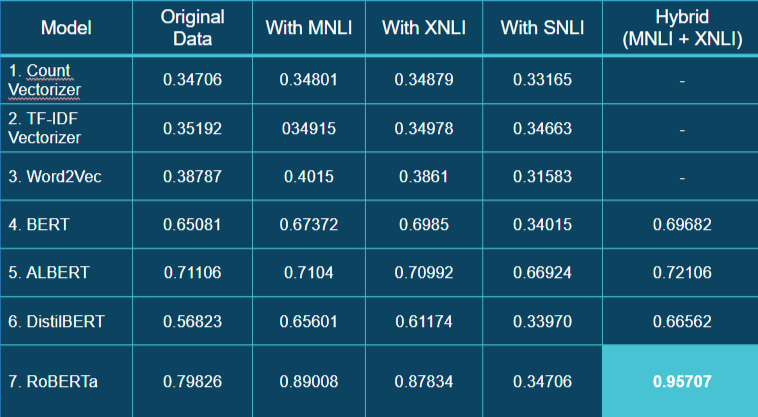 Model Original Data With MNLI With XNLI With SNLI Hybrid (MNLI + XNLI)
1. Count Vectorizer 0.34706 0.34801 0.34879 0.33165 -
2. TF-IDF Vectorizer 0.35192 034915 0.34978 0.34663 -
3. Word2Vec 0.38787 0.4015 0.3861 0.31583 -
4. BERT 0.65081 0.67372 0.6985 0.34015 0.69682
5. ALBERT 0.71106 0.7104 0.70992 0.66924 0.72106
6. DistilBERT 0.56823 0.65601 0.61174 0.33970 0.66562
7. RoBERTa 0.79826 0.89008 0.87834 0.34706 0.95707